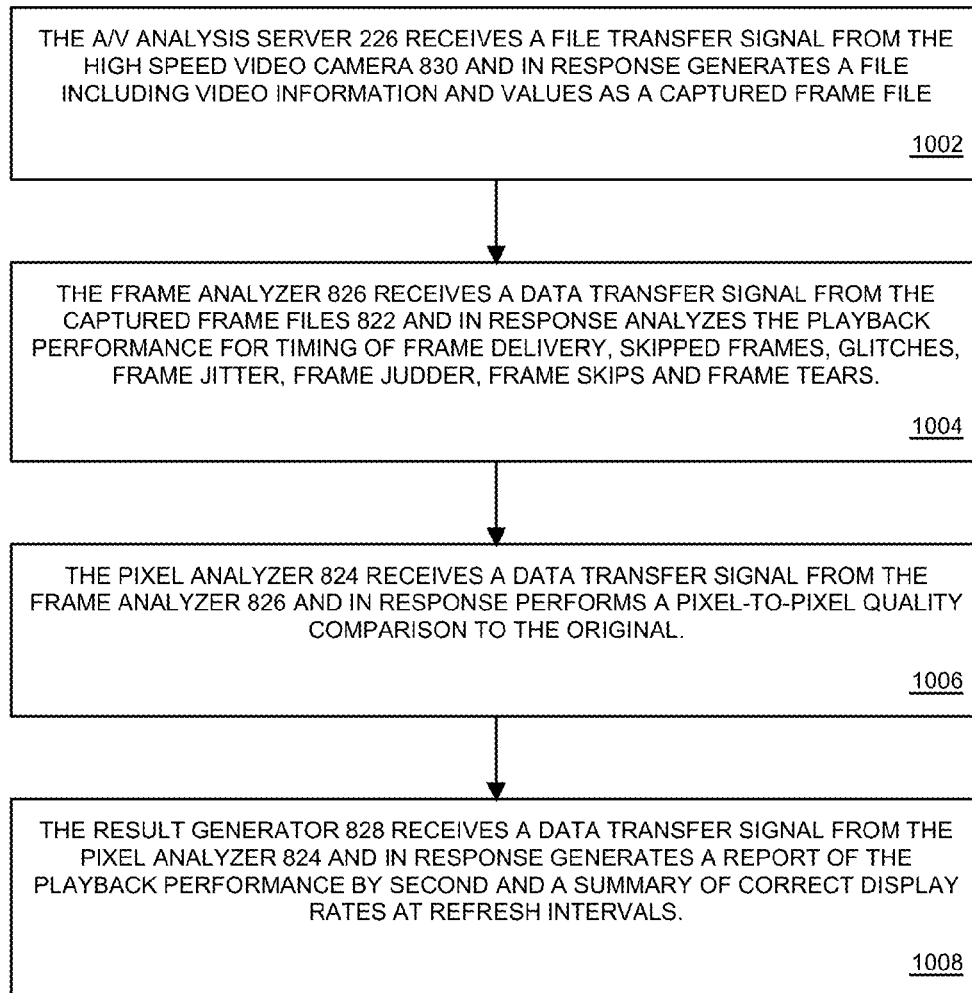 THE A/V ANALYSIS SERVER 226 RECEIVES A FILE TRANSFER SIGNAL FROM THE
HIGH SPEED VIDEO CAMERA 830 AND IN RESPONSE GENERATES A FILE
INCLUDING VIDEO INFORMATION AND VALUES AS A CAPTURED FRAME FILE
1002
THE FRAME ANALYZER 826 RECEIVES A DATA TRANSFER SIGNAL FROM THE
CAPTURED FRAME FILES 822 AND IN RESPONSE ANALYZES THE PLAYBACK
PERFORMANCE FOR TIMING OF FRAME DELIVERY, SKIPPED FRAMES, GLITCHES,
FRAME JITTER, FRAME JUDDER, FRAME SKIPS AND FRAME TEARS.
1004
THE PIXEL ANALYZER 824 RECEIVES A DATA TRANSFER SIGNAL FROM THE
FRAME ANALYZER 826 AND IN RESPONSE PERFORMS A PIXEL-TO-PIXEL QUALITY
COMPARISON TO THE ORIGINAL.
1006
THE RESULT GENERATOR 828 RECEIVES A DATA TRANSFER SIGNAL FROM THE
PIXEL ANALYZER 824 AND IN RESPONSE GENERATES A REPORT OF THE
PLAYBACK PERFORMANCE BY SECOND AND A SUMMARY OF CORRECT DISPLAY
RATES AT REFRESH INTERVALS.
1008